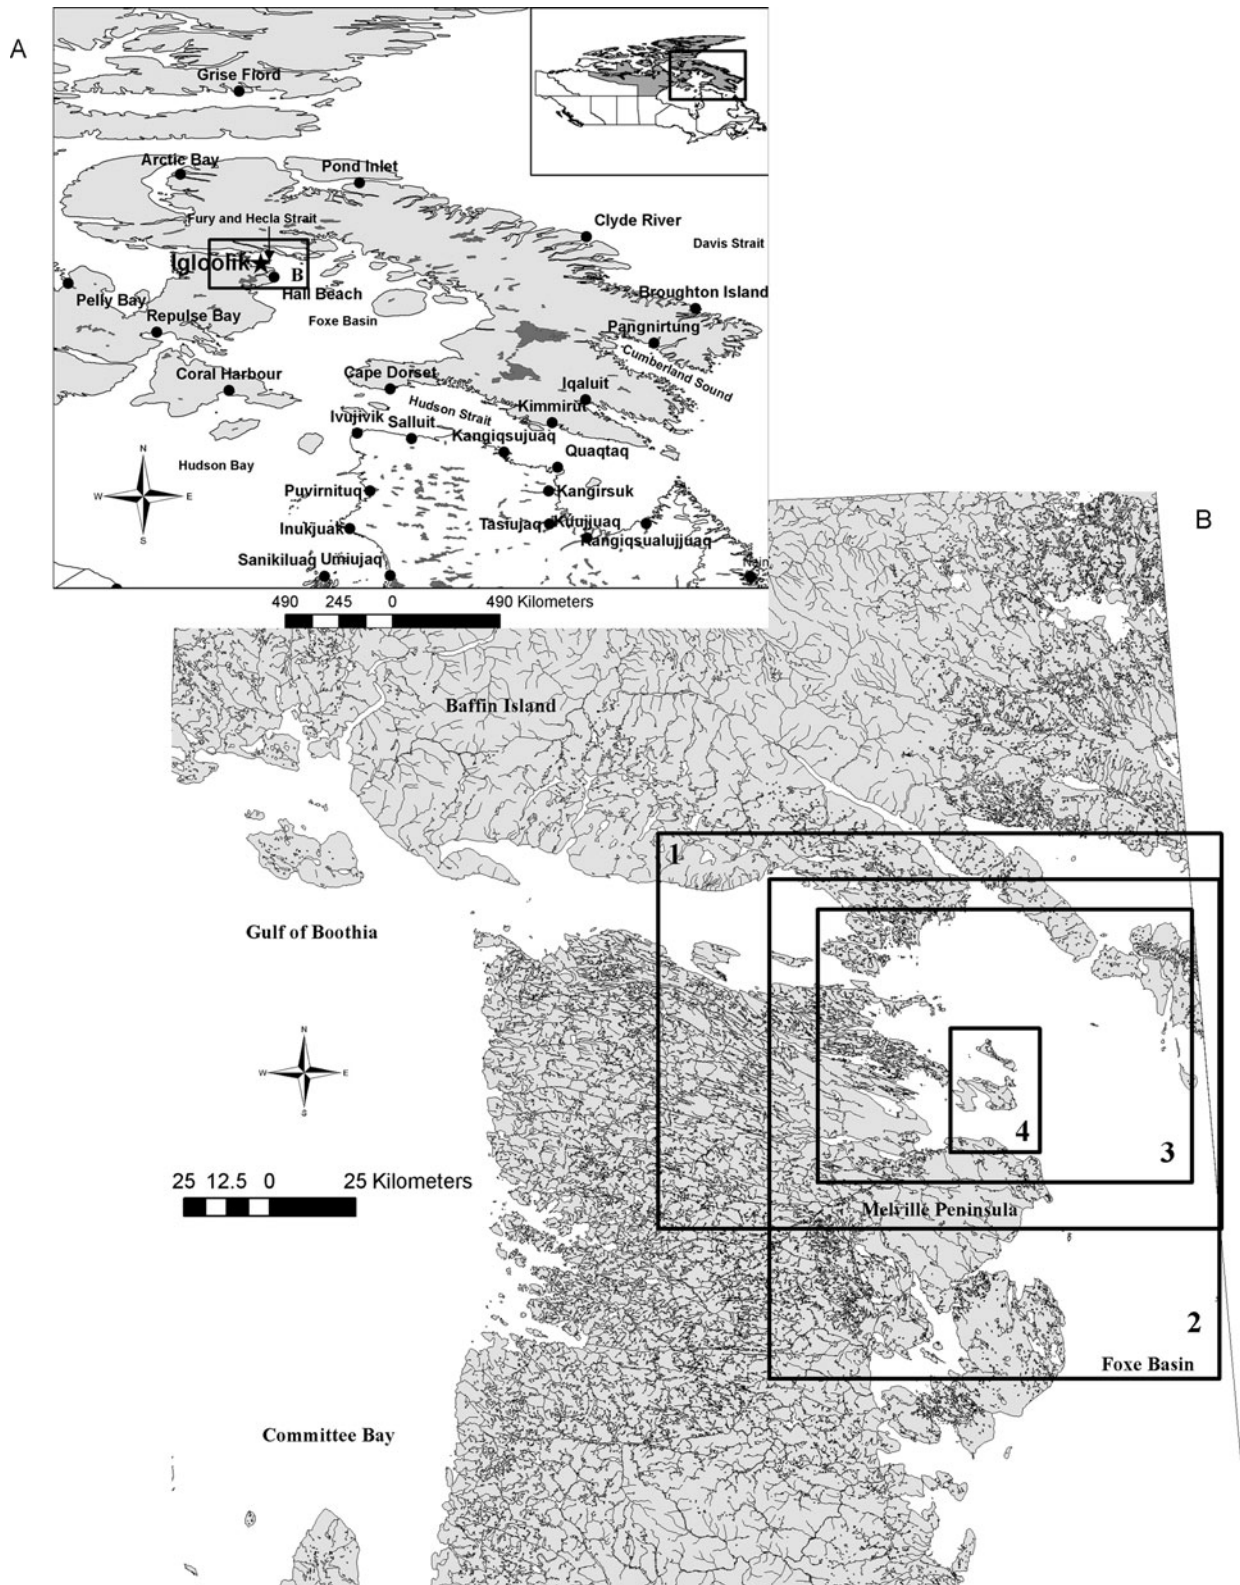 A
Grise Fiord
Arctic Bay
Pond Inlet
Fury and Hecla Strait
Clyde River
Davis Strait
Igloolik
B
Hall Beach
Pelly Bay
Broughton Island
Foxe Basin
Repulse Bay
Pangnirtung
Cumberland Sound
Coral Harbour
Cape Dorset
Iqaluit
Hudson Strait
Kimmirut
Ivujivik
Salluit
Kangiqsujuaq
Quaqtaq
Hudson Bay
N
W E
S
Puvirnituq
Kangirsuk
Inukjuak
Tasiujaq
Kuujjuaq
Kangiqsualujjuaq
Sanikiluaq Umiujaq
Nain
490 245 0 490 Kilometers
B
Baffin Island
1
Gulf of Boothia
N
W E
S
4
3
25 12.5 0 25 Kilometers
Melville Peninsula
2
Foxe Basin
Committee Bay